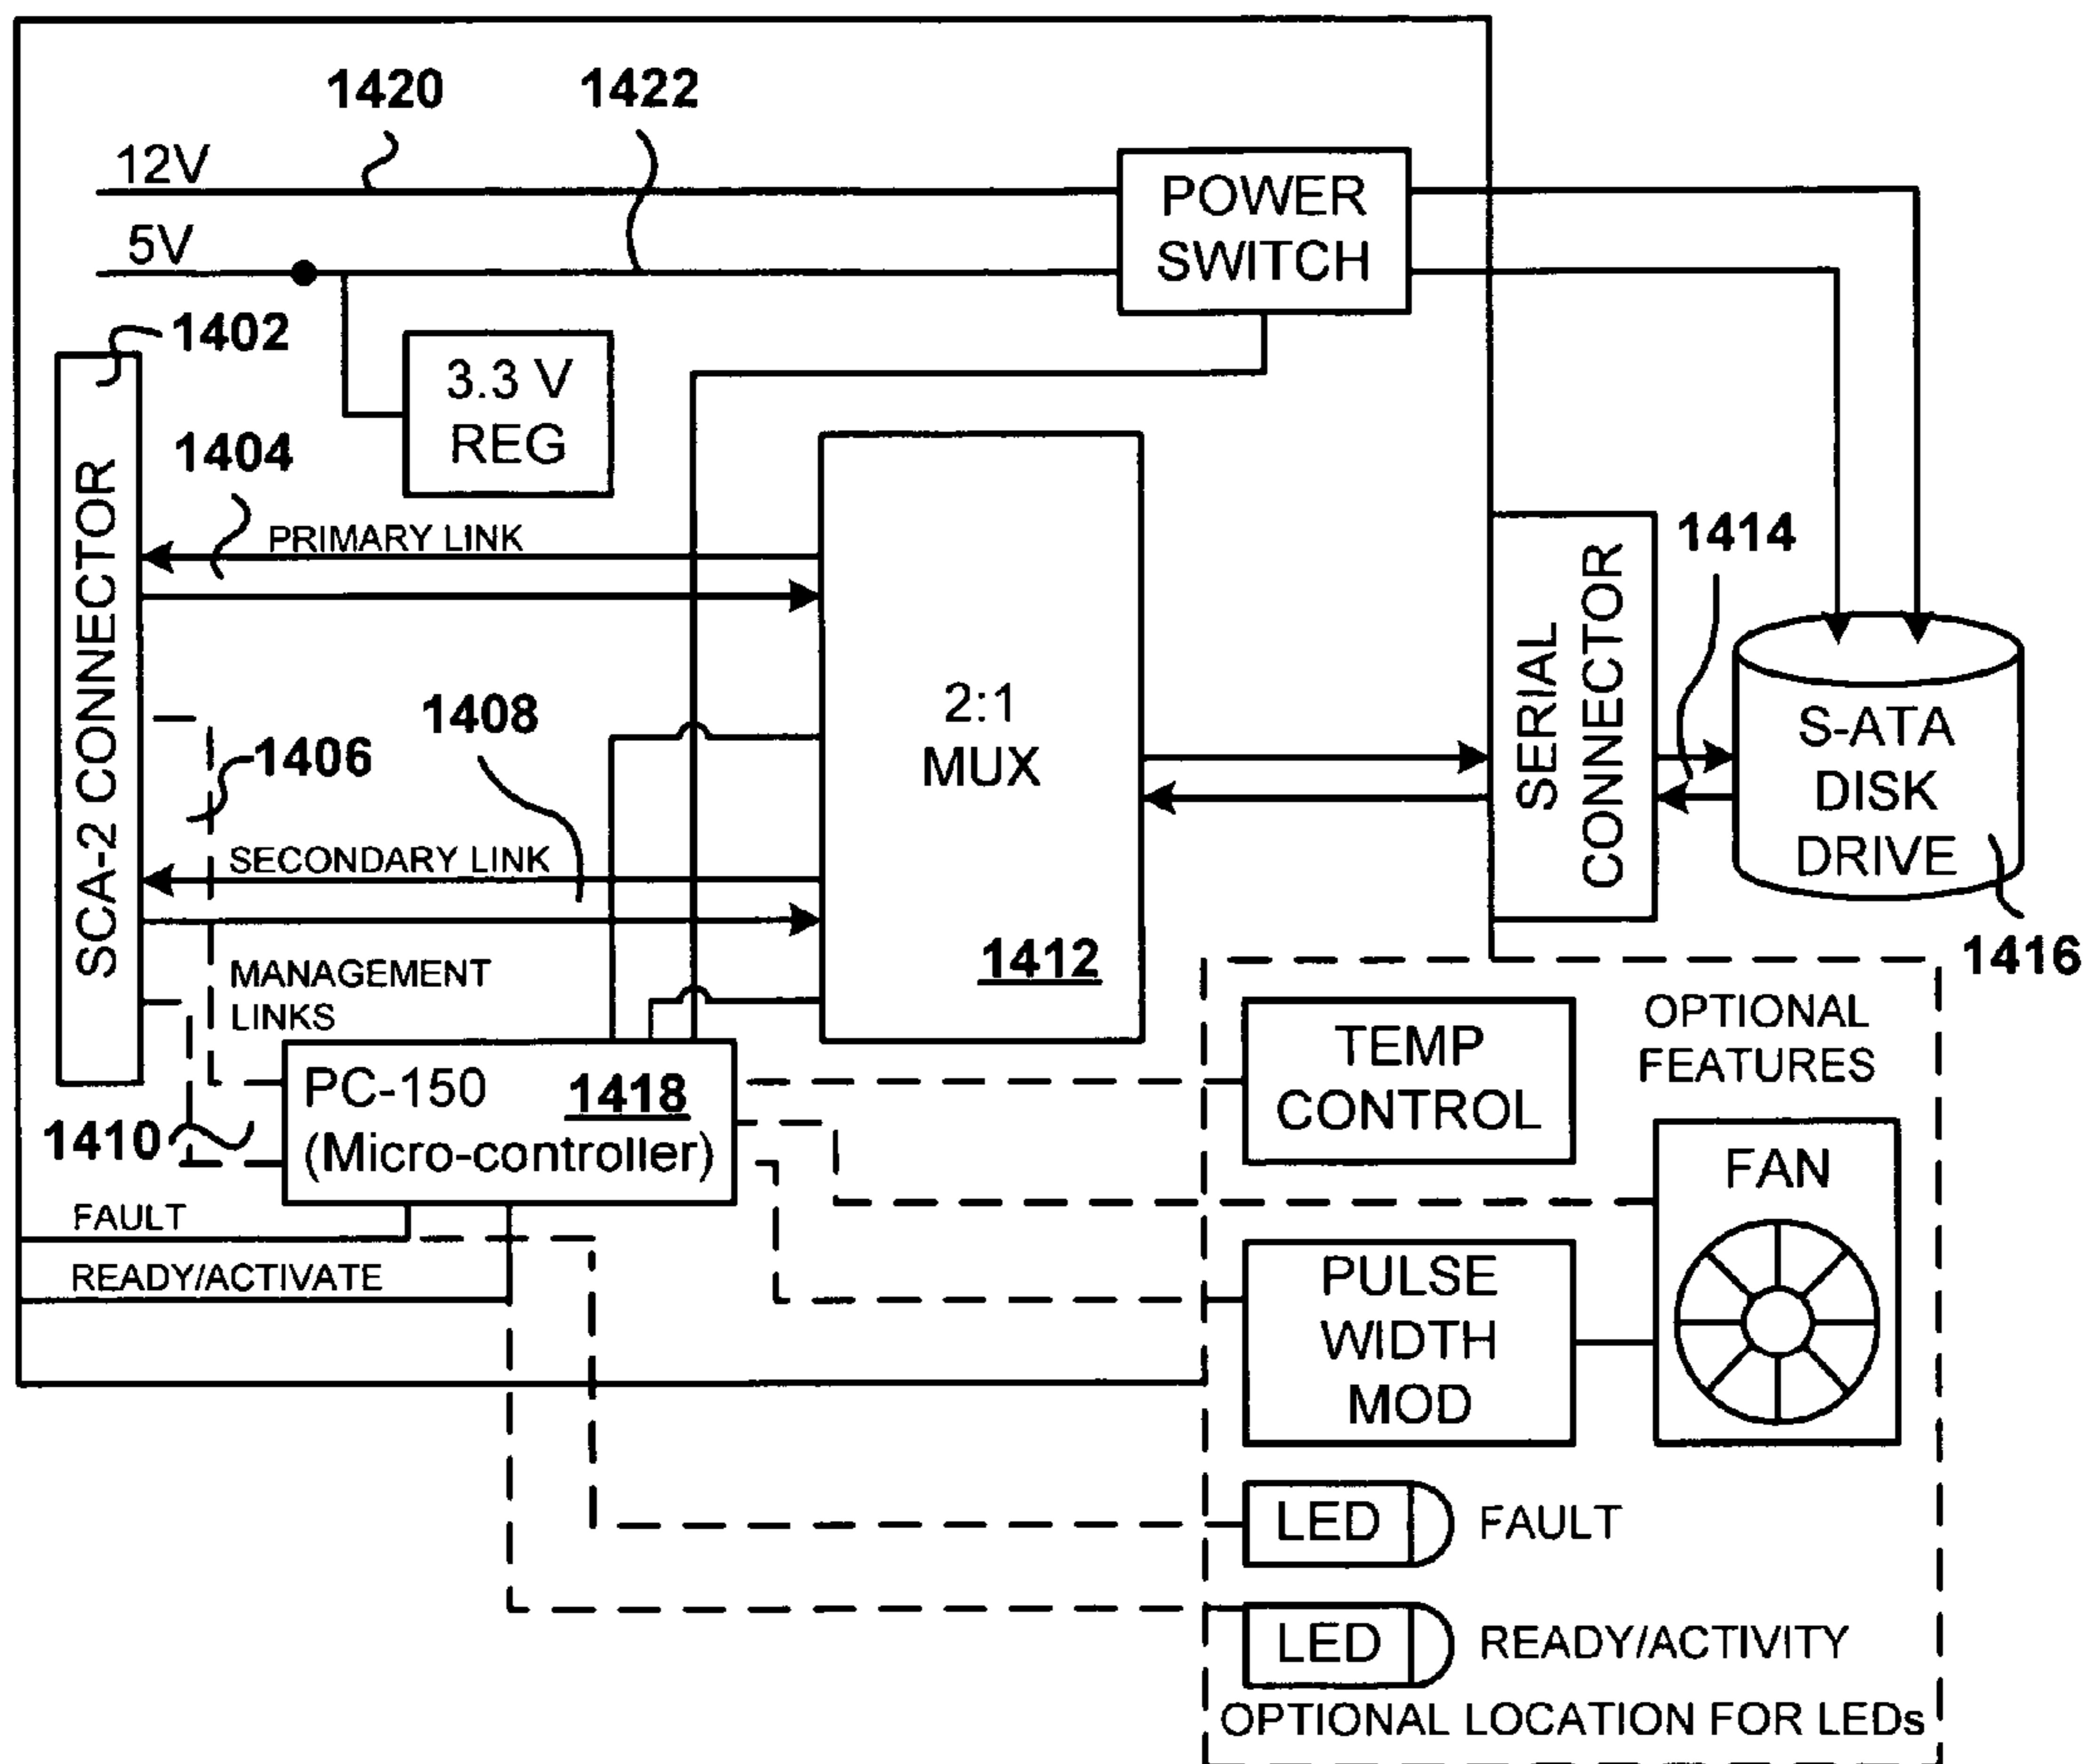 1420
1422
12V
5V
POWER
SWITCH
1402
3.3 V
REG
1404
PRIMARY LINK
SCA-2 CONNECTOR
1414
SERIAL
CONNECTOR
2:1
MUX
1412
1408
1406
SECONDARY LINK
S-ATA
DISK
DRIVE
1416
MANAGEMENT
LINKS
PC-150
1418
(Micro-controller)
1410
OPTIONAL
FEATURES
TEMP
CONTROL
FAN
FAULT
READY/ACTIVATE
PULSE
WIDTH
MOD
LED
FAULT
LED
READY/ACTIVITY
OPTIONAL LOCATION FOR LEDs